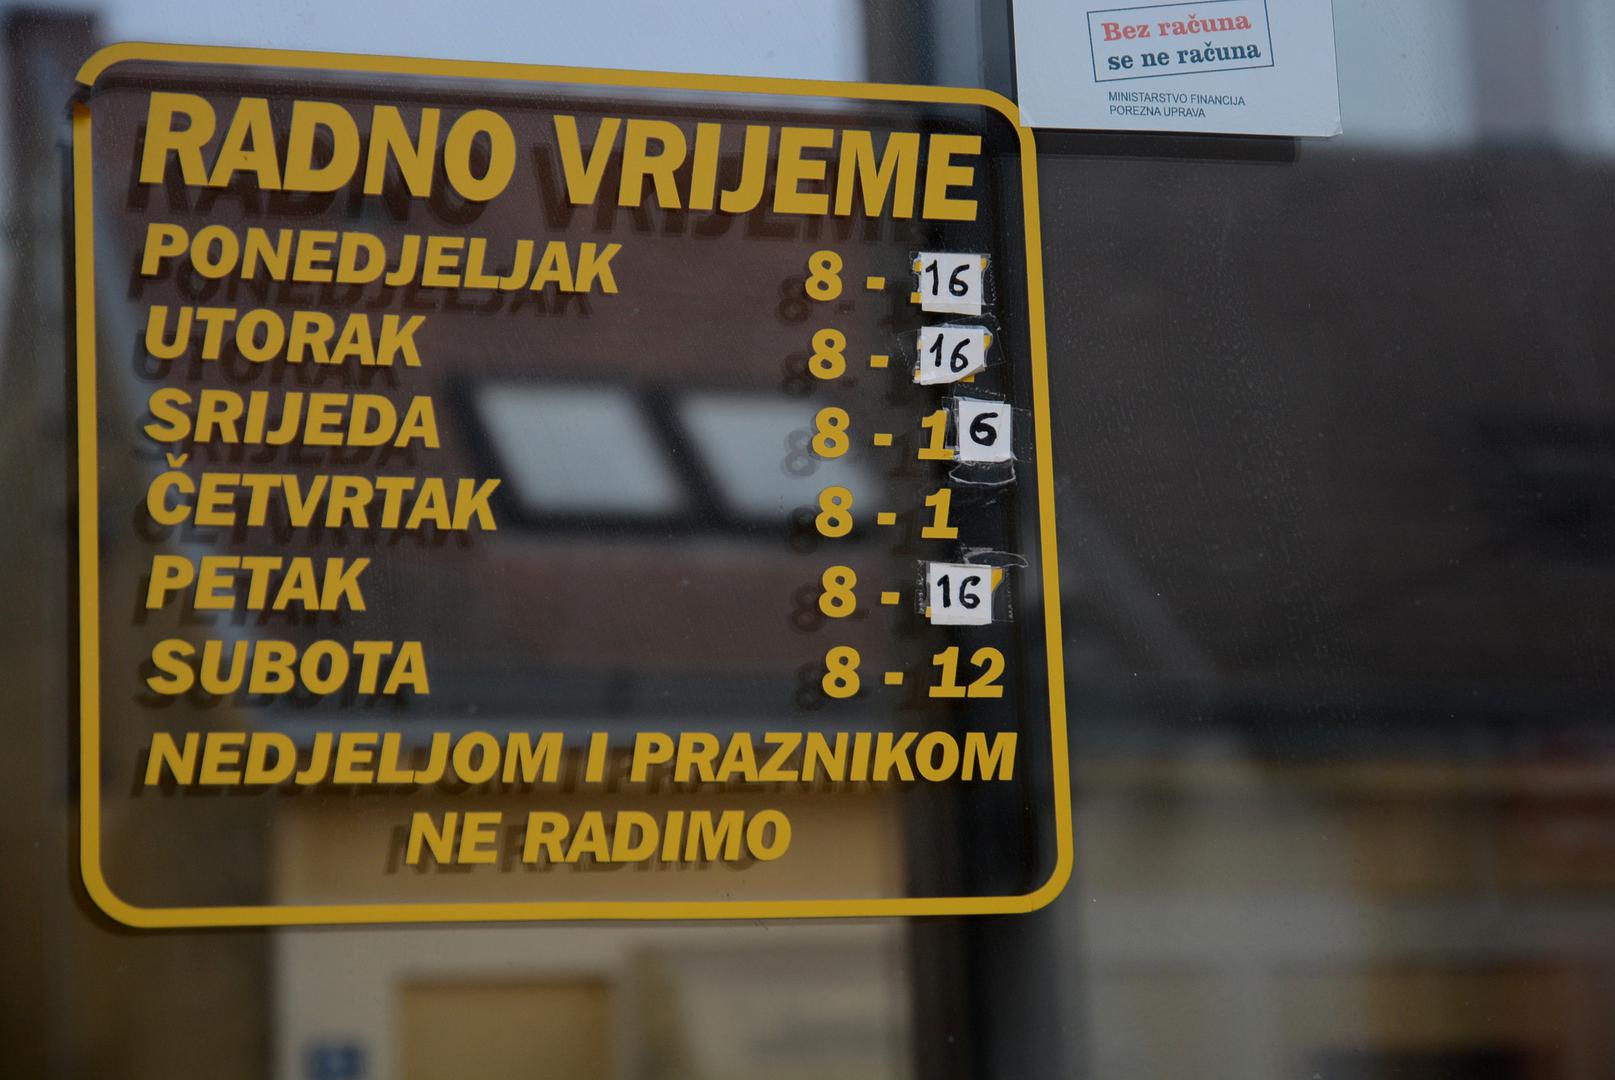 Bez računa
se ne računa
MINISTARSTVO FINANCIJA
POREZNA UPRAVA
RADNO VRIJEME
PONEDJELJAK 8 - 16
UTORAK 8 - 16
SRIJEDA 8 - 16
ČETVRTAK 8 - 1
PETAK 8 - 16
SUBOTA 8 - 12
NEDJELJOM I PRAZNIKOM
NE RADIMO